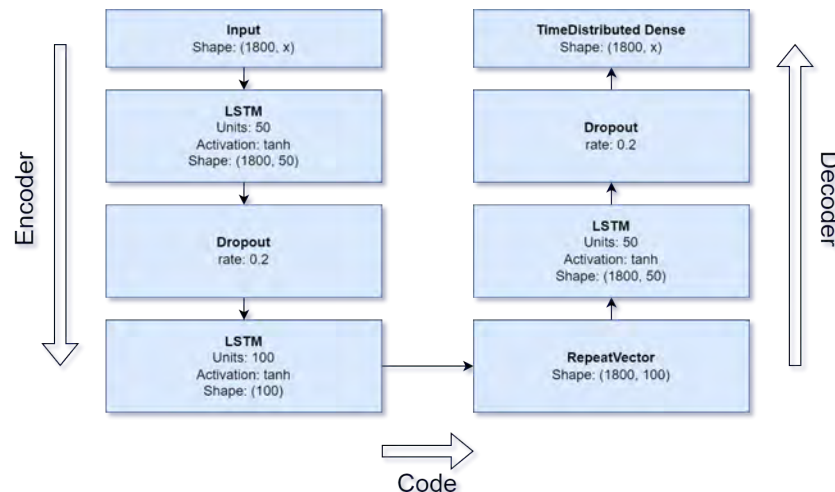 Encoder
Input
Shape: (1800, x)
LSTM
Units: 50
Activation: tanh
Shape: (1800, 50)
Dropout
rate: 0.2
LSTM
Units: 100
Activation: tanh
Shape: (100)
Code
RepeatVector
Shape: (1800, 100)
LSTM
Units: 50
Activation: tanh
Shape: (1800, 50)
Dropout
rate: 0.2
TimeDistributed Dense
Shape: (1800, x)
Decoder